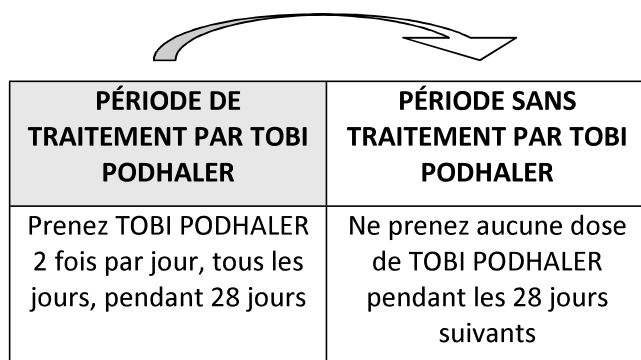 PÉRIODE DE
TRAITEMENT PAR TOBI
PODHALER
PÉRIODE SANS
TRAITEMENT PAR TOBI
PODHALER
Prenez TOBI PODHALER
2 fois par jour, tous les
jours, pendant 28 jours
Ne prenez aucune dose
de TOBI PODHALER
pendant les 28 jours
suivants